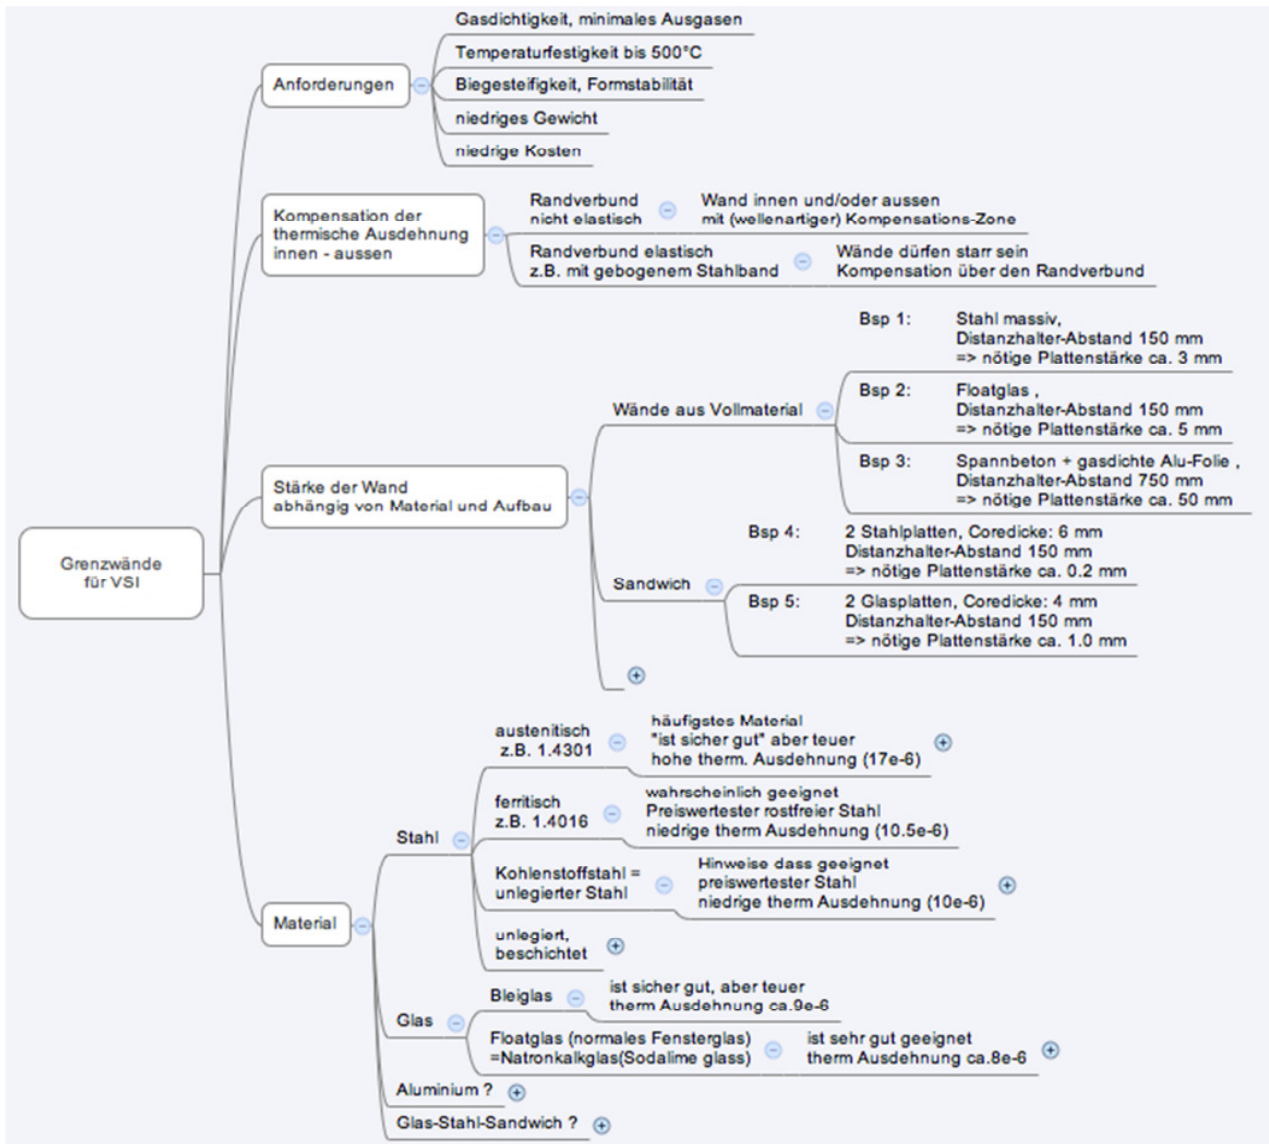 Grenzwände
für VSI
Anforderungen
Gasdichtigkeit, minimales Ausgasen
Temperaturfestigkeit bis 500°C
Biegesteifigkeit, Formstabilität
niedriges Gewicht
niedrige Kosten
Kompensation der
thermische Ausdehnung
innen - aussen
Randverbund
nicht elastisch
Wand innen und/oder aussen
mit (wellenartiger) Kompensations-Zone
Randverbund elastisch
z.B. mit gebogenem Stahlband
Wände dürfen starr sein
Kompensation über den Randverbund
Stärke der Wand
abhängig von Material und Aufbau
Wände aus Vollmaterial
Bsp 1: Stahl massiv,
Distanzhalter-Abstand 150 mm
=> nötige Plattenstärke ca. 3 mm
Bsp 2: Floatglas ,
Distanzhalter-Abstand 150 mm
=> nötige Plattenstärke ca. 5 mm
Bsp 3: Spannbeton + gasdichte Alu-Folie ,
Distanzhalter-Abstand 750 mm
=> nötige Plattenstärke ca. 50 mm
Sandwich
Bsp 4: 2 Stahlplatten, Coredicke: 6 mm
Distanzhalter-Abstand 150 mm
=> nötige Plattenstärke ca. 0.2 mm
Bsp 5: 2 Glasplatten, Coredicke: 4 mm
Distanzhalter-Abstand 150 mm
=> nötige Plattenstärke ca. 1.0 mm
Material
Stahl
austenitisch
z.B. 1.4301
häufigstes Material
"ist sicher gut" aber teuer
hohe therm. Ausdehnung (17e-6)
ferritisch
z.B. 1.4016
wahrscheinlich geeignet
Preiswertester rostfreier Stahl
niedrige therm Ausdehnung (10.5e-6)
Kohlenstoffstahl =
unlegierter Stahl
Hinweise dass geeignet
preiswertester Stahl
niedrige therm Ausdehnung (10e-6)
unlegiert,
beschichtet
Glas
Bleiglas
ist sicher gut, aber teuer
therm Ausdehnung ca.9e-6
Floatglas (normales Fensterglas)
=Natronkalkglas(Sodalime glass)
ist sehr gut geeignet
therm Ausdehnung ca.8e-6
Aluminium ?
Glas-Stahl-Sandwich ?